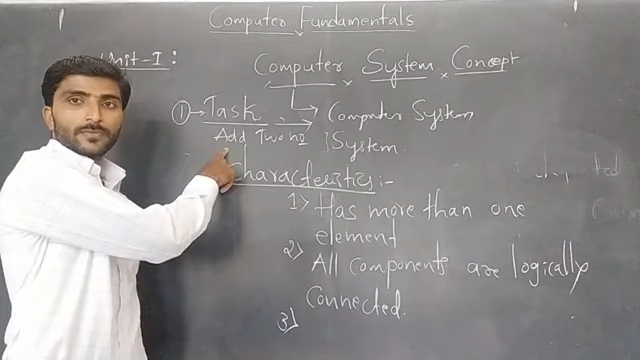 Computer Fundamentals
Unit-I:
Computer System Concept
① → Task → Computer System
Add Two no } System
Characteristics:-
1) Has more than one
element
2) All components are logically
Connected.
3)